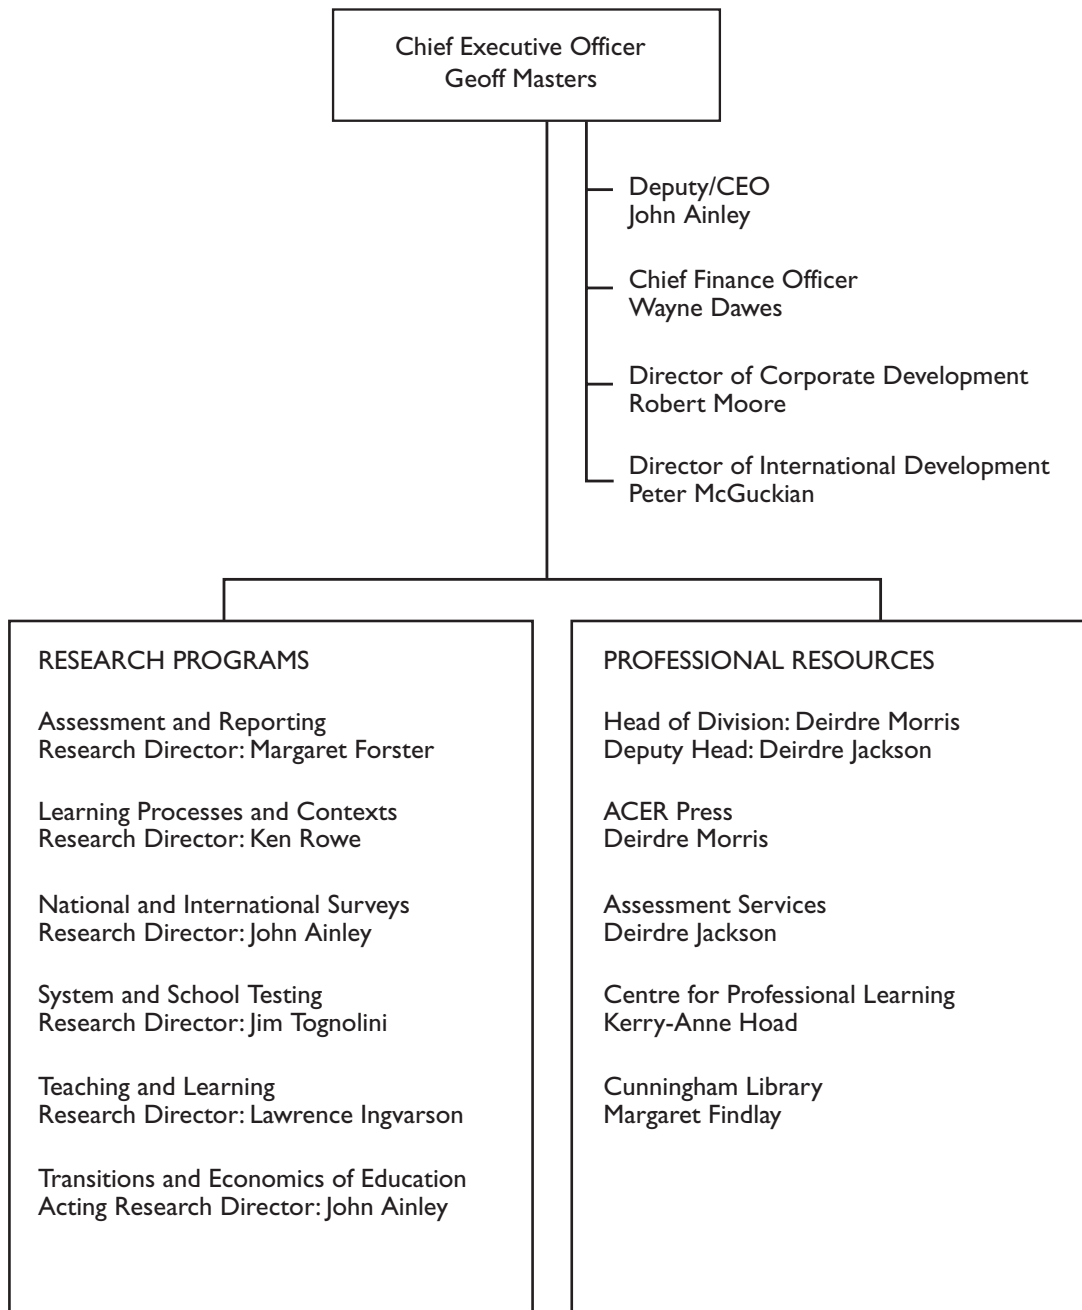 Chief Executive Officer
Geoff Masters
Deputy/CEO
John Ainley
Chief Finance Officer
Wayne Dawes
Director of Corporate Development
Robert Moore
Director of International Development
Peter McGuckian
RESEARCH PROGRAMS
Assessment and Reporting
Research Director: Margaret Forster
Learning Processes and Contexts
Research Director: Ken Rowe
National and International Surveys
Research Director: John Ainley
System and School Testing
Research Director: Jim Tognolini
Teaching and Learning
Research Director: Lawrence Ingvarson
Transitions and Economics of Education
Acting Research Director: John Ainley
PROFESSIONAL RESOURCES
Head of Division: Deirdre Morris
Deputy Head: Deirdre Jackson
ACER Press
Deirdre Morris
Assessment Services
Deirdre Jackson
Centre for Professional Learning
Kerry-Anne Hoad
Cunningham Library
Margaret Findlay